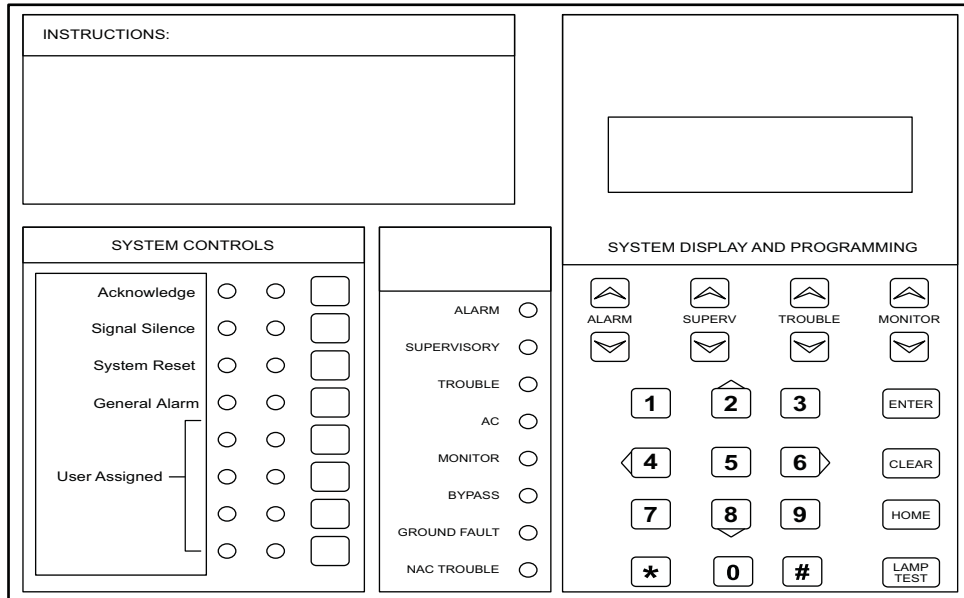 INSTRUCTIONS:
SYSTEM CONTROLS
Acknowledge
Signal Silence
System Reset
General Alarm
User Assigned
ALARM
SUPERVISORY
TROUBLE
AC
MONITOR
BYPASS
GROUND FAULT
NAC TROUBLE
SYSTEM DISPLAY AND PROGRAMMING
ALARM SUPERV TROUBLE MONITOR
1 2 3 ENTER
4 5 6 CLEAR
7 8 9 HOME
* 0 # LAMP
TEST